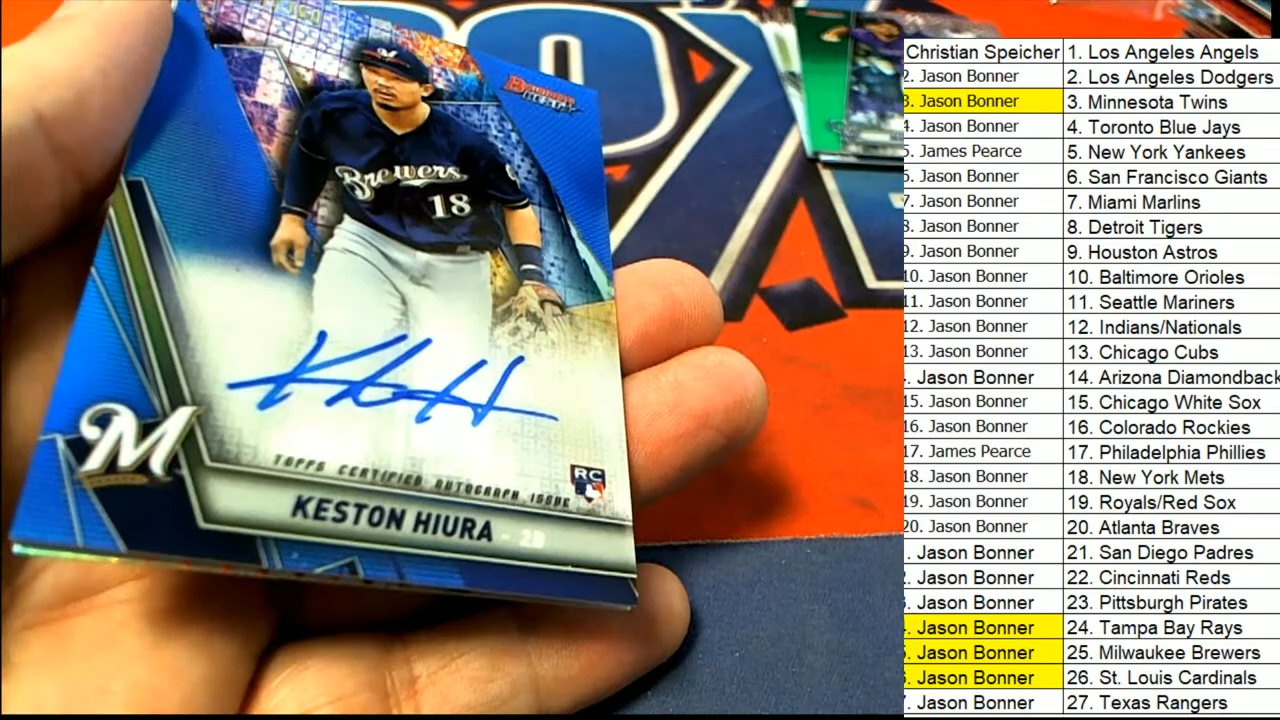 Bowman's
BEST
Brewers
18
M
TOPPS CERTIFIED AUTOGRAPH ISSUE
RC
KESTON HIURA - 2B
Christian Speicher 1. Los Angeles Angels
2. Jason Bonner 2. Los Angeles Dodgers
3. Jason Bonner 3. Minnesota Twins
4. Jason Bonner 4. Toronto Blue Jays
5. James Pearce 5. New York Yankees
6. Jason Bonner 6. San Francisco Giants
7. Jason Bonner 7. Miami Marlins
8. Jason Bonner 8. Detroit Tigers
9. Jason Bonner 9. Houston Astros
10. Jason Bonner 10. Baltimore Orioles
11. Jason Bonner 11. Seattle Mariners
12. Jason Bonner 12. Indians/Nationals
13. Jason Bonner 13. Chicago Cubs
. Jason Bonner 14. Arizona Diamondback
15. Jason Bonner 15. Chicago White Sox
16. Jason Bonner 16. Colorado Rockies
17. James Pearce 17. Philadelphia Phillies
18. Jason Bonner 18. New York Mets
19. Jason Bonner 19. Royals/Red Sox
20. Jason Bonner 20. Atlanta Braves
. Jason Bonner 21. San Diego Padres
. Jason Bonner 22. Cincinnati Reds
. Jason Bonner 23. Pittsburgh Pirates
. Jason Bonner 24. Tampa Bay Rays
. Jason Bonner 25. Milwaukee Brewers
. Jason Bonner 26. St. Louis Cardinals
. Jason Bonner 27. Texas Rangers